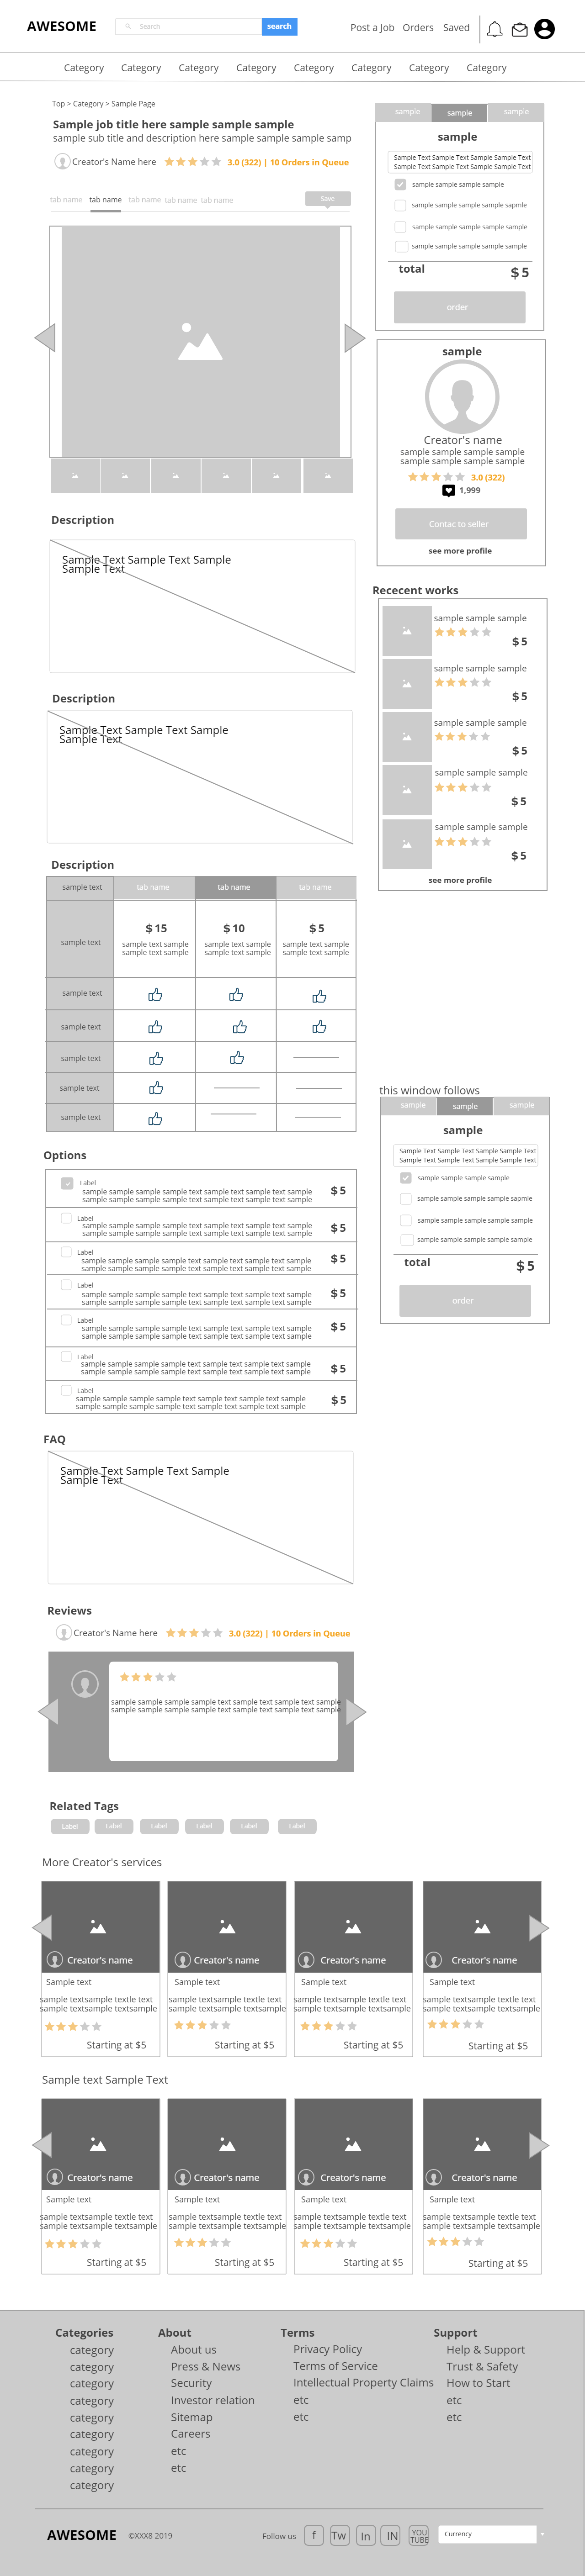 AWESOME
Search
search
Post a Job Orders Saved
Category Category Category Category Category Category Category Category
Top > Category > Sample Page
Sample job title here sample sample sample
sample sub title and description here sample sample sample samp
Creator's Name here 3.0 (322) | 10 Orders in Queue
tab name tab name tab name tab name tab name
Save
sample sample sample
sample
Sample Text Sample Text Sample Sample Text
Sample Text Sample Text Sample Sample Text
sample sample sample sample
sample sample sample sample sapmle
sample sample sample sample sample
sample sample sample sample sample
total
$ 5
order
sample
Creator's name
sample sample sample sample
sample sample sample sample
3.0 (322)
1,999
Contac to seller
see more profile
Description
Sample Text Sample Text Sample
Sample Text
Rececent works
sample sample sample
$ 5
sample sample sample
$ 5
sample sample sample
$ 5
sample sample sample
$ 5
sample sample sample
$ 5
see more profile
Description
Sample Text Sample Text Sample
Sample Text
Description
sample text tab name tab name tab name
sample text
$ 15 $ 10 $ 5
sample text sample sample text sample sample text sample
sample text sample sample text sample sample text sample
sample text
sample text
sample text
sample text
sample text
this window follows
sample sample sample
sample
Sample Text Sample Text Sample Sample Text
Sample Text Sample Text Sample Sample Text
sample sample sample sample
sample sample sample sample sapmle
sample sample sample sample sample
sample sample sample sample sample
total
$ 5
order
Options
Label
sample sample sample sample text sample text sample text sample
sample sample sample sample text sample text sample text sample
$ 5
Label
sample sample sample sample text sample text sample text sample
sample sample sample sample text sample text sample text sample
$ 5
Label
sample sample sample sample text sample text sample text sample
sample sample sample sample text sample text sample text sample
$ 5
Label
sample sample sample sample text sample text sample text sample
sample sample sample sample text sample text sample text sample
$ 5
Label
sample sample sample sample text sample text sample text sample
sample sample sample sample text sample text sample text sample
$ 5
Label
sample sample sample sample text sample text sample text sample
sample sample sample sample text sample text sample text sample
$ 5
Label
sample sample sample sample text sample text sample text sample
sample sample sample sample text sample text sample text sample
$ 5
FAQ
Sample Text Sample Text Sample
Sample Text
Reviews
Creator's Name here 3.0 (322) | 10 Orders in Queue
sample sample sample sample text sample text sample text sample
sample sample sample sample text sample text sample text sample
Related Tags
Label Label Label Label Label Label
More Creator's services
Creator's name Creator's name Creator's name Creator's name
Sample text Sample text Sample text Sample text
sample textsample textle text sample textsample textle text sample textsample textle text sample textsample textle text
sample textsample textsample sample textsample textsample sample textsample textsample sample textsample textsample
Starting at $5 Starting at $5 Starting at $5 Starting at $5
Sample text Sample Text
Creator's name Creator's name Creator's name Creator's name
Sample text Sample text Sample text Sample text
sample textsample textle text sample textsample textle text sample textsample textle text sample textsample textle text
sample textsample textsample sample textsample textsample sample textsample textsample sample textsample textsample
Starting at $5 Starting at $5 Starting at $5 Starting at $5
Categories
category
category
category
category
category
category
category
category
category
About
About us
Press & News
Security
Investor relation
Sitemap
Careers
etc
etc
Terms
Privacy Policy
Terms of Service
Intellectual Property Claims
etc
etc
Support
Help & Support
Trust & Safety
How to Start
etc
etc
AWESOME ©XXX8 2019
Follow us f Tw In IN YOU
TUBE
Currency